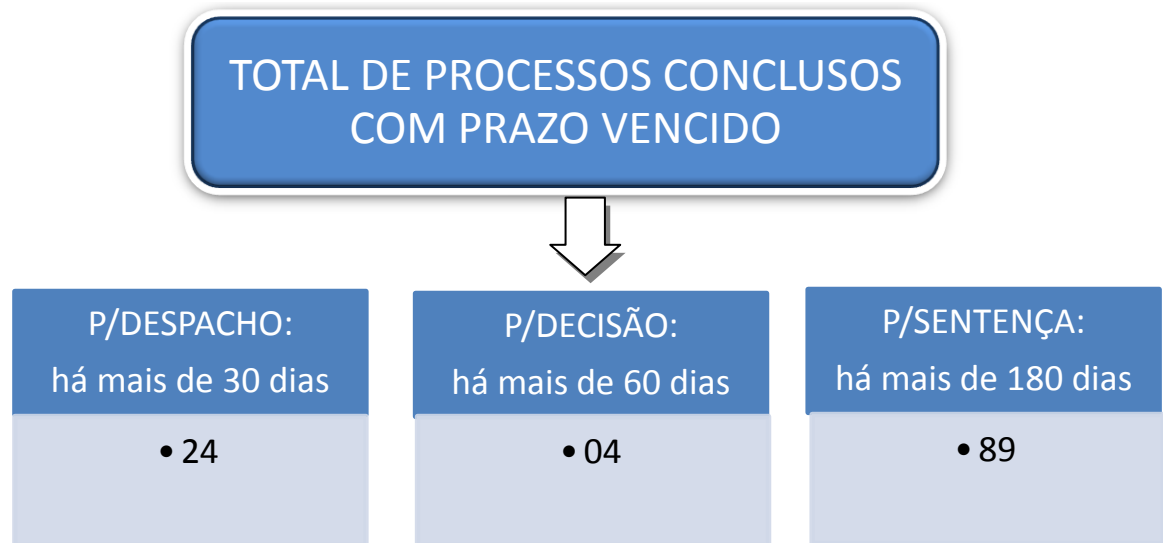 TOTAL DE PROCESSOS CONCLUSOS
COM PRAZO VENCIDO
P/DESPACHO:
há mais de 30 dias
• 24
P/DECISÃO:
há mais de 60 dias
• 04
P/SENTENÇA:
há mais de 180 dias
• 89